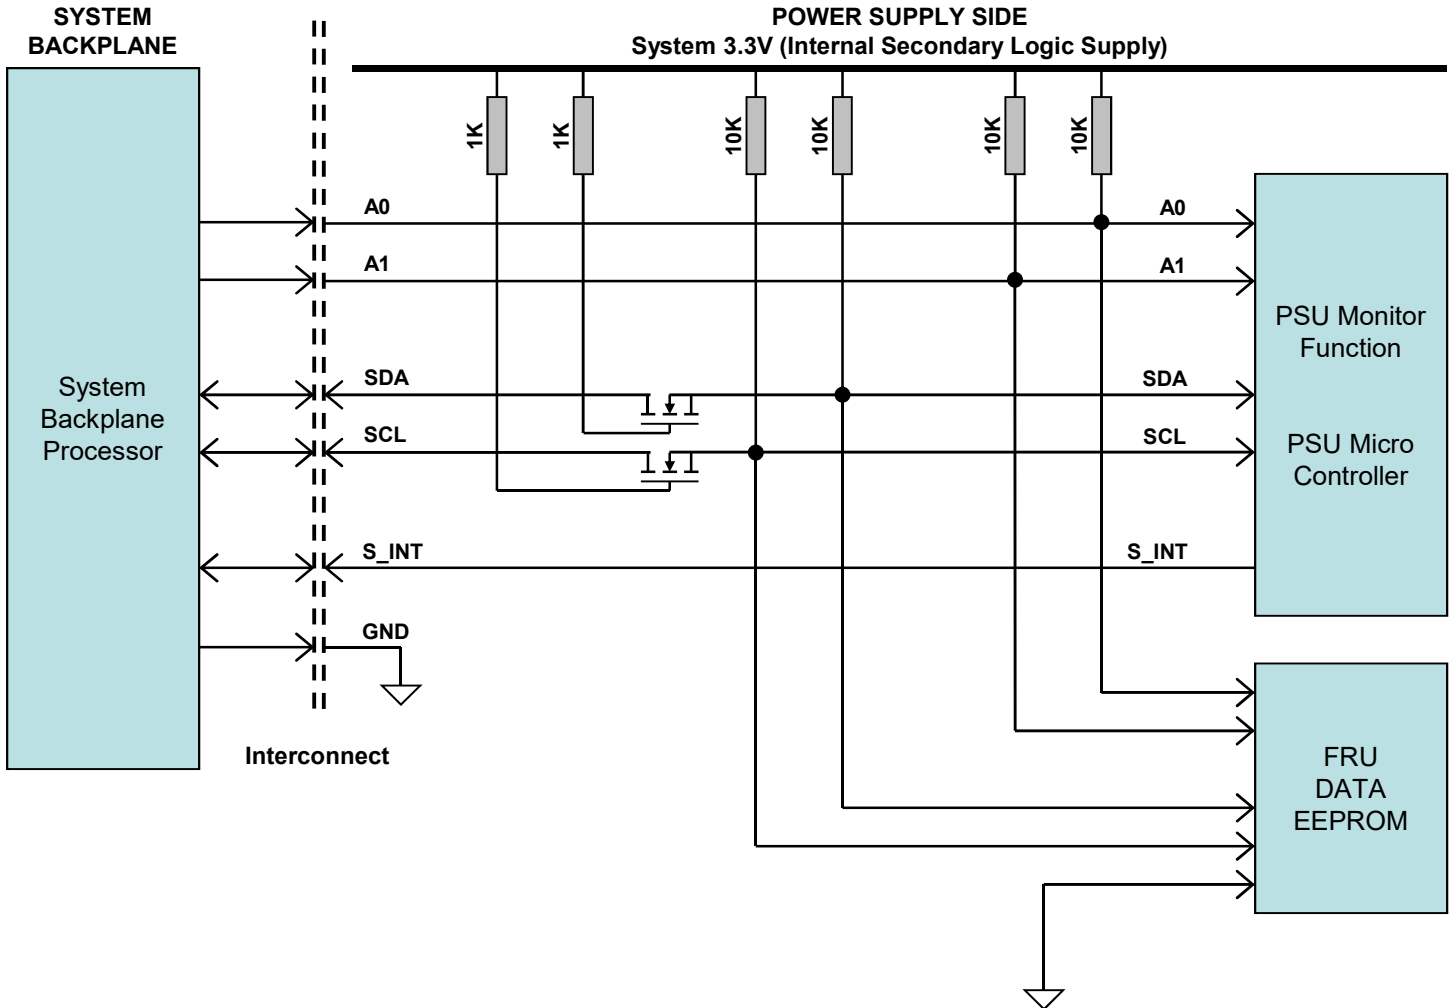 SYSTEM
BACKPLANE
POWER SUPPLY SIDE
System 3.3V (Internal Secondary Logic Supply)
1K
1K
10K
10K
10K
10K
A0
A0
A1
A1
SDA
SDA
SCL
SCL
S_INT
S_INT
GND
System
Backplane
Processor
PSU Monitor
Function
PSU Micro
Controller
Interconnect
FRU
DATA
EEPROM